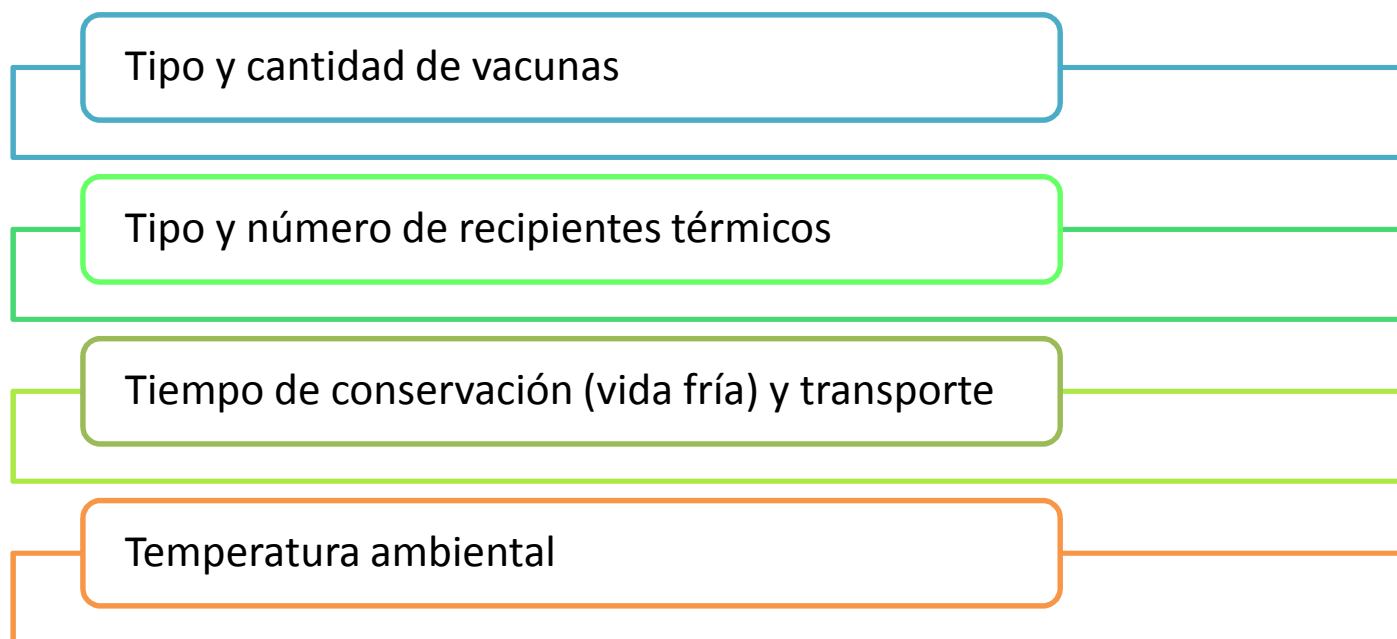 Tipo y cantidad de vacunas
Tipo y número de recipientes térmicos
Tiempo de conservación (vida fría) y transporte
Temperatura ambiental